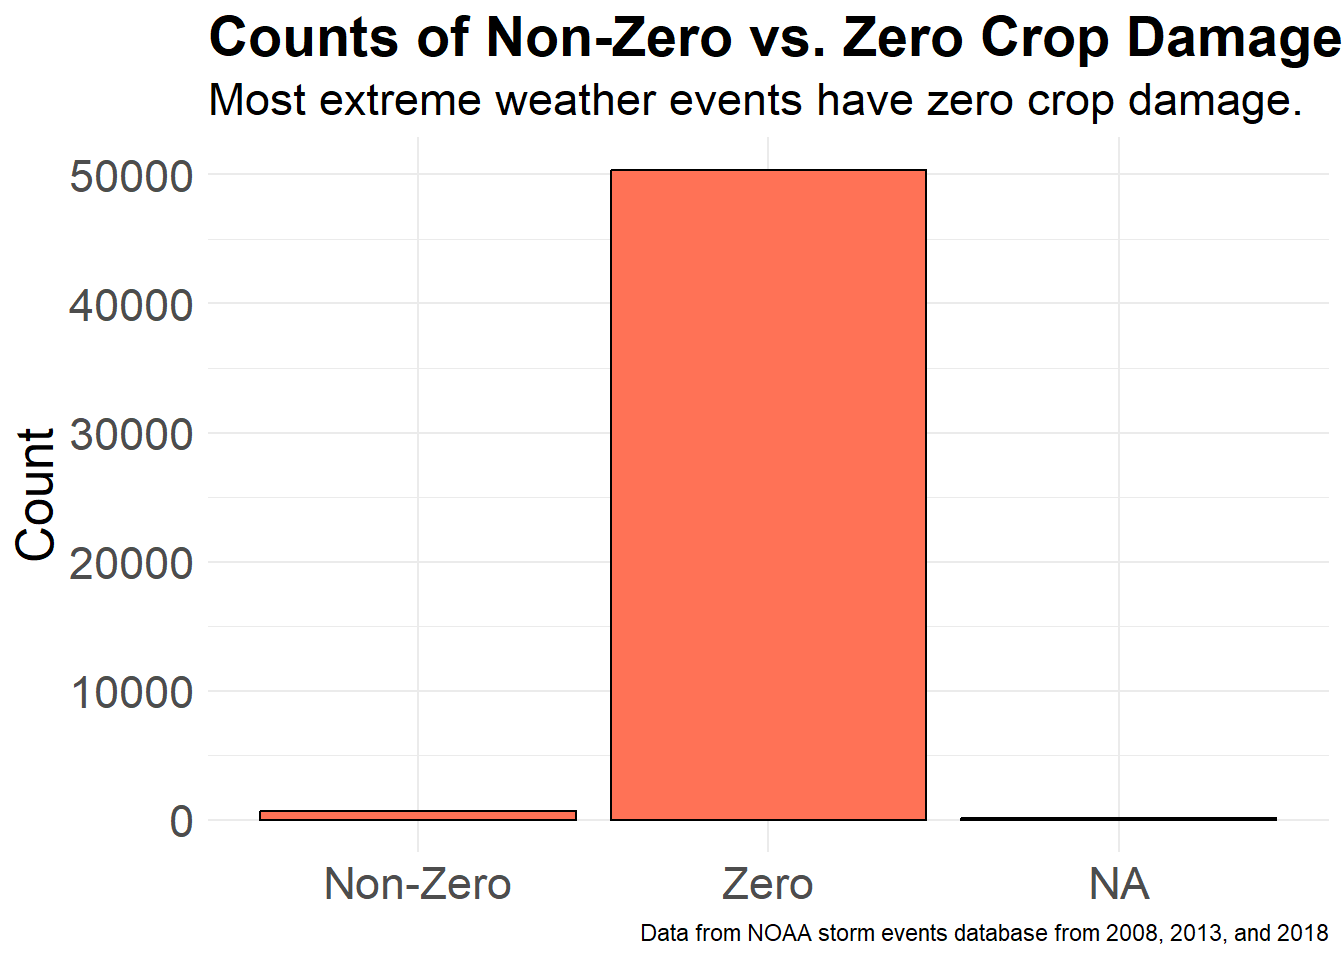 Counts of Non-Zero vs. Zero Crop Damage
Most extreme weather events have zero crop damage.
50000
40000
30000
20000
10000
0
Count
Non-Zero
Zero
NA
Data from NOAA storm events database from 2008, 2013, and 2018